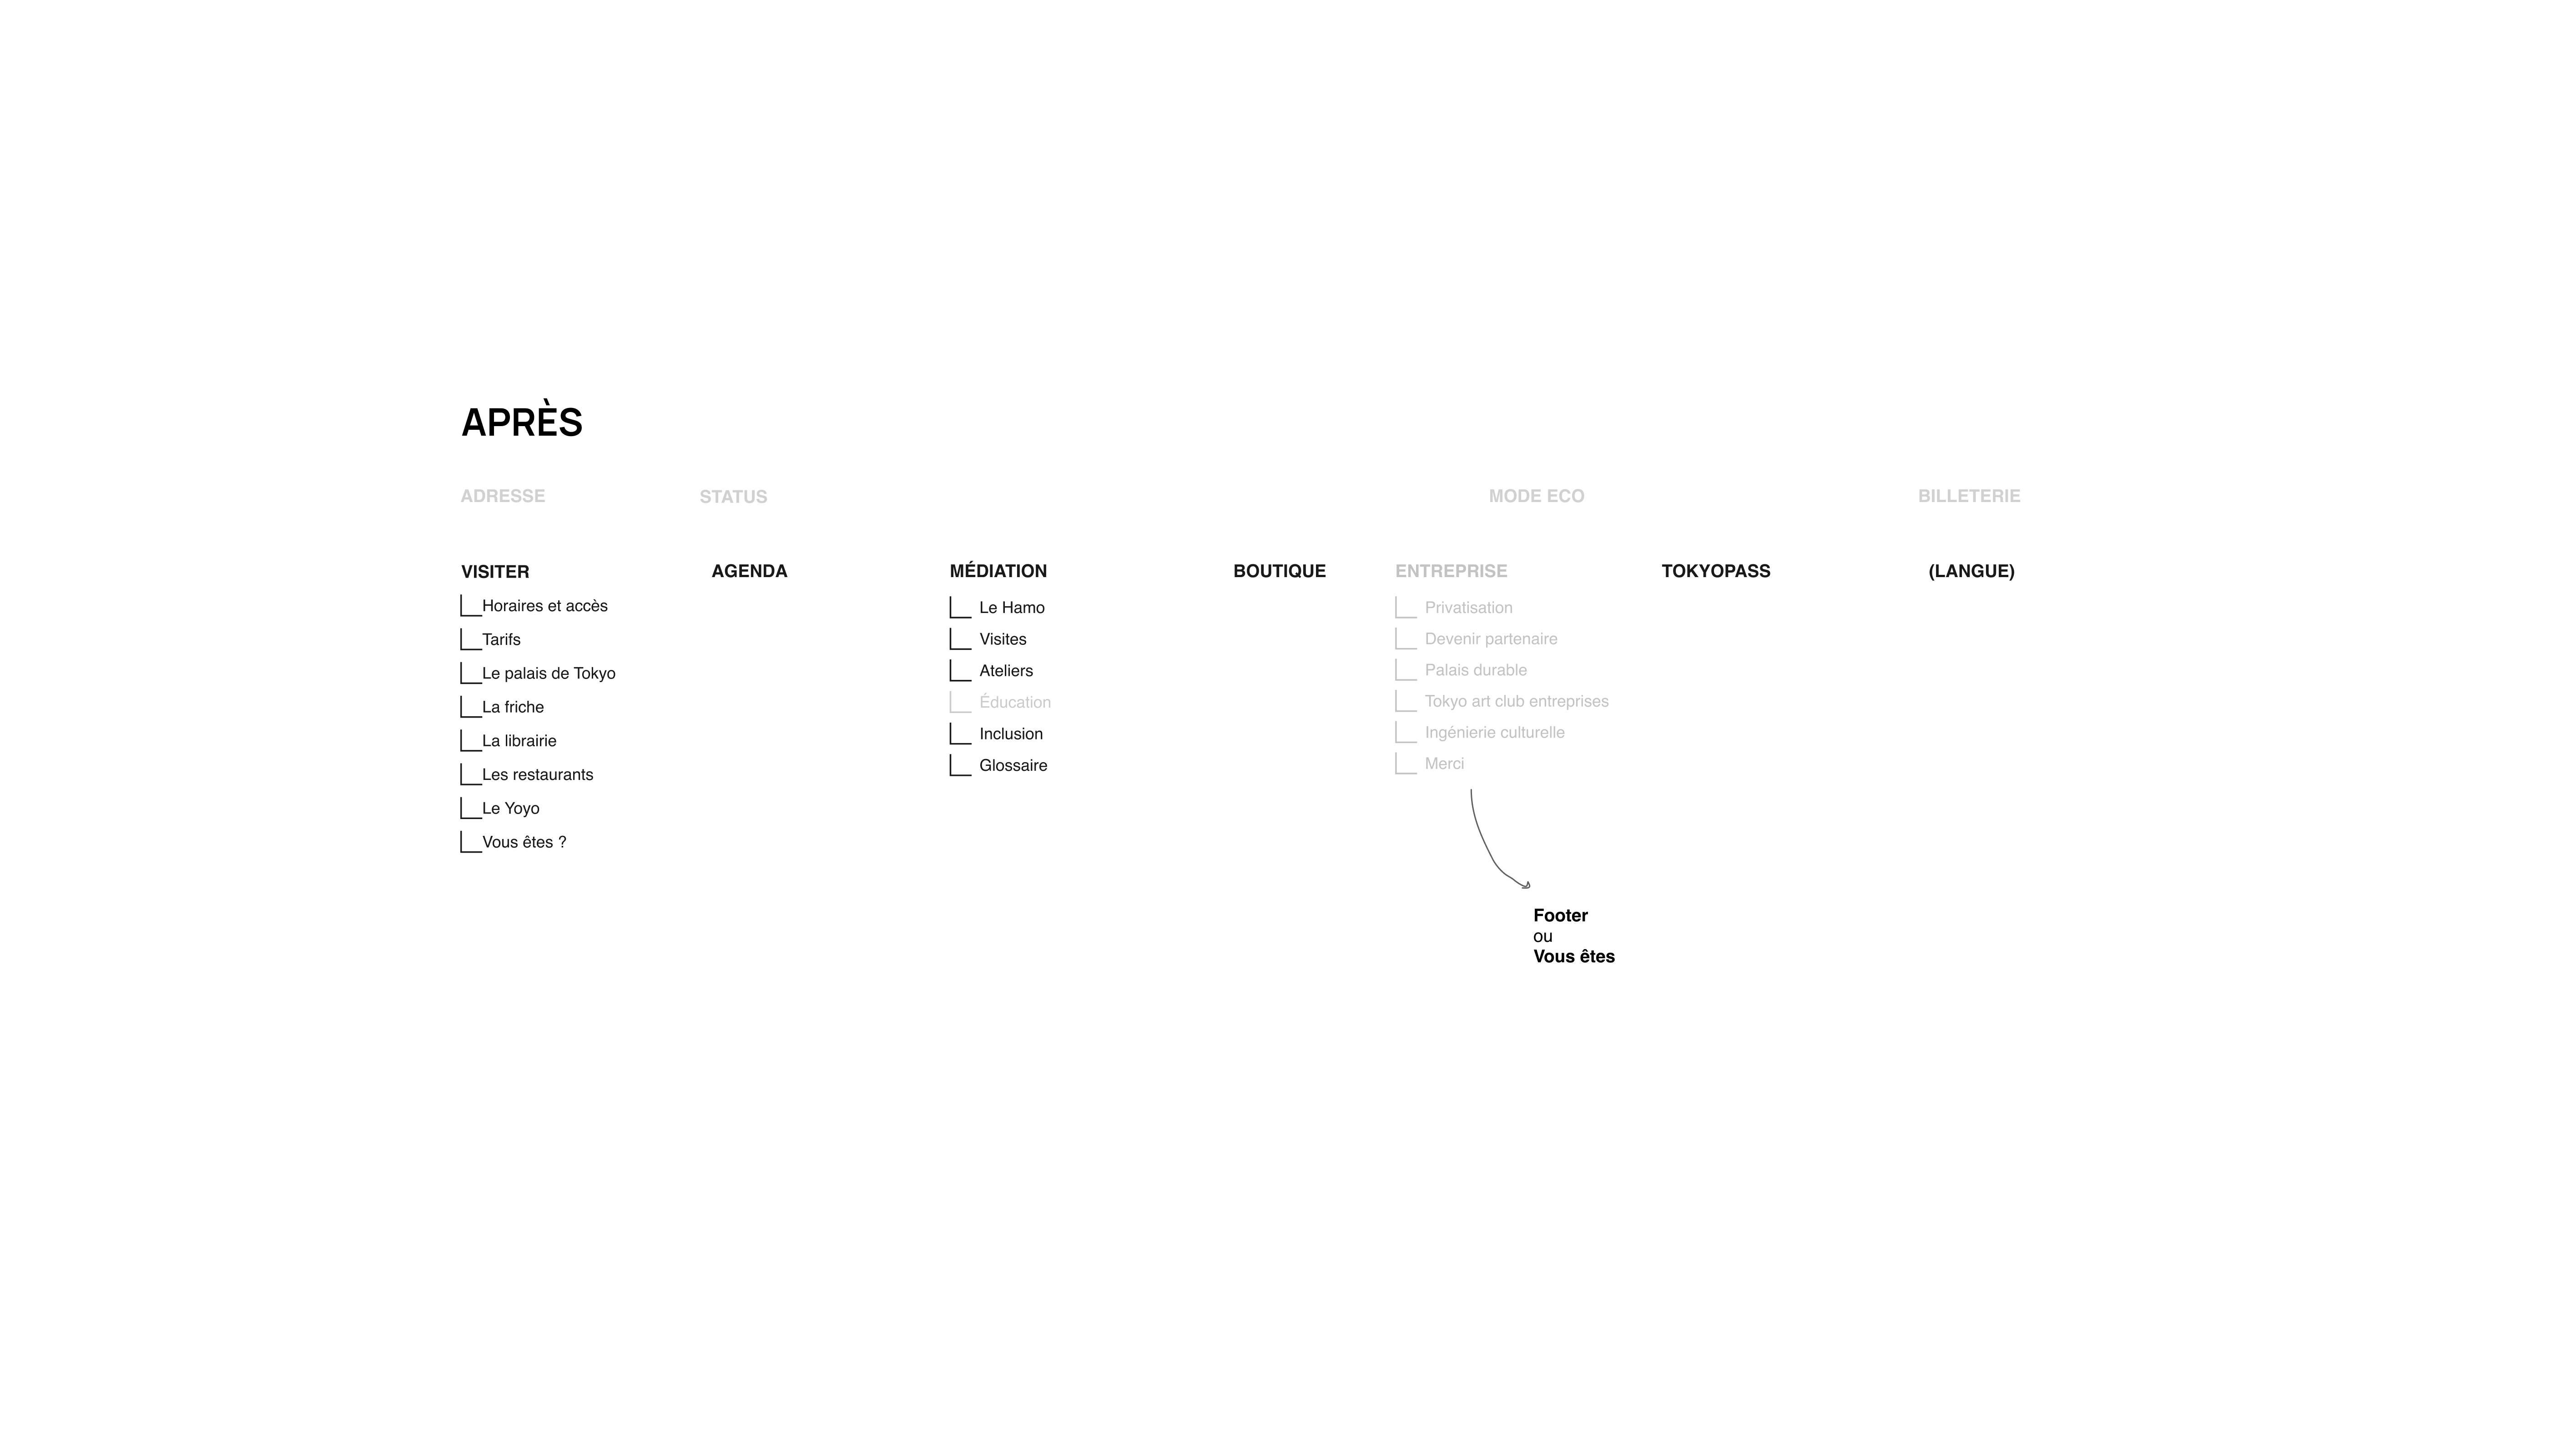 APRÈS
ADRESSE STATUS MODE ECO BILLETERIE
VISITER AGENDA MÉDIATION BOUTIQUE ENTREPRISE TOKYOPASS (LANGUE)
Horaires et accès
Tarifs
Le palais de Tokyo
La friche
La librairie
Les restaurants
Le Yoyo
Vous êtes ?
Le Hamo
Visites
Ateliers
Éducation
Inclusion
Glossaire
Privatisation
Devenir partenaire
Palais durable
Tokyo art club entreprises
Ingénierie culturelle
Merci
Footer
ou
Vous êtes